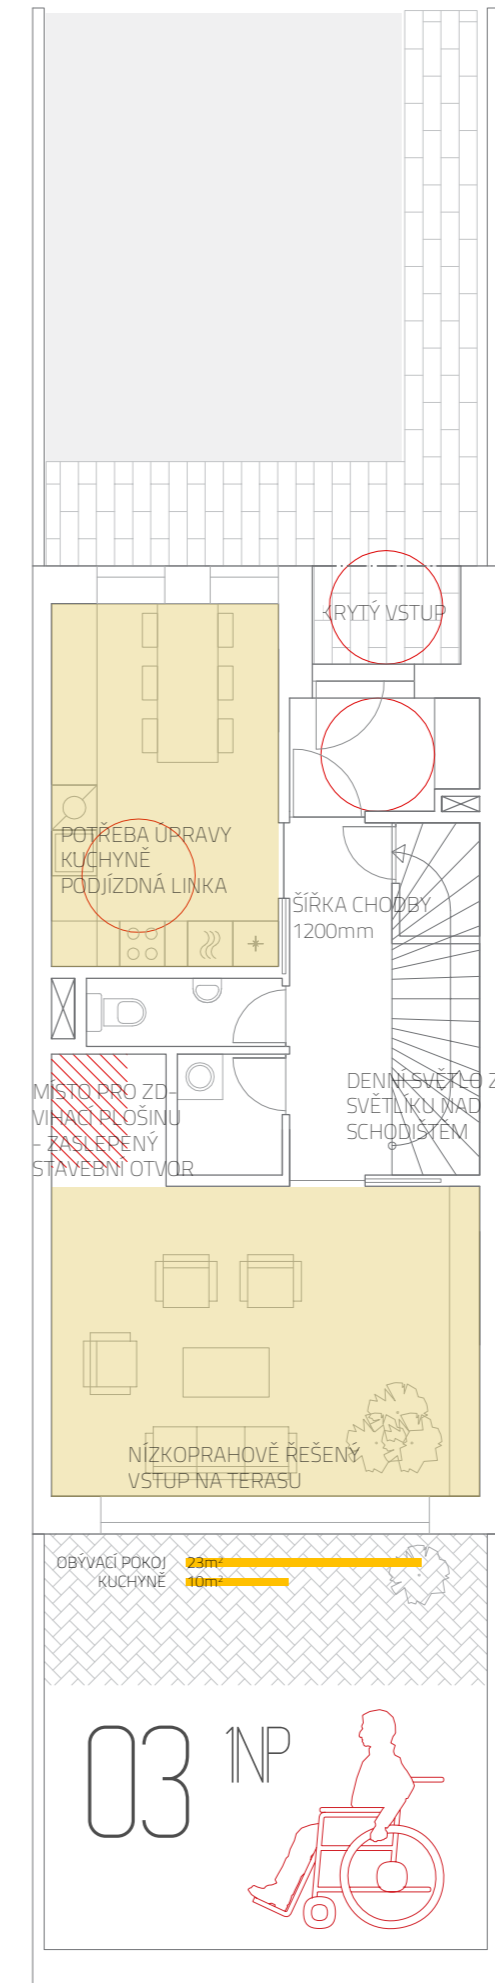 KRYTÝ VSTUP
POTŘEBA ÚPRAVY
KUCHYNĚ
PODJÍZDNÁ LINKA
ŠÍŘKA CHODBY
1200mm
MÍSTO PRO ZD-
VIHACÍ PLOŠINU
- ZASLEPENÝ
STAVEBNÍ OTVOR
DENNÍ SVĚTLO Z
SVĚTLÍKU NAD
SCHODIŠTĚM
NÍZKOPRAHOVĚ ŘEŠENÝ
VSTUP NA TERASU
OBÝVACÍ POKOJ 23m²
KUCHYNĚ 10m²
03 1NP